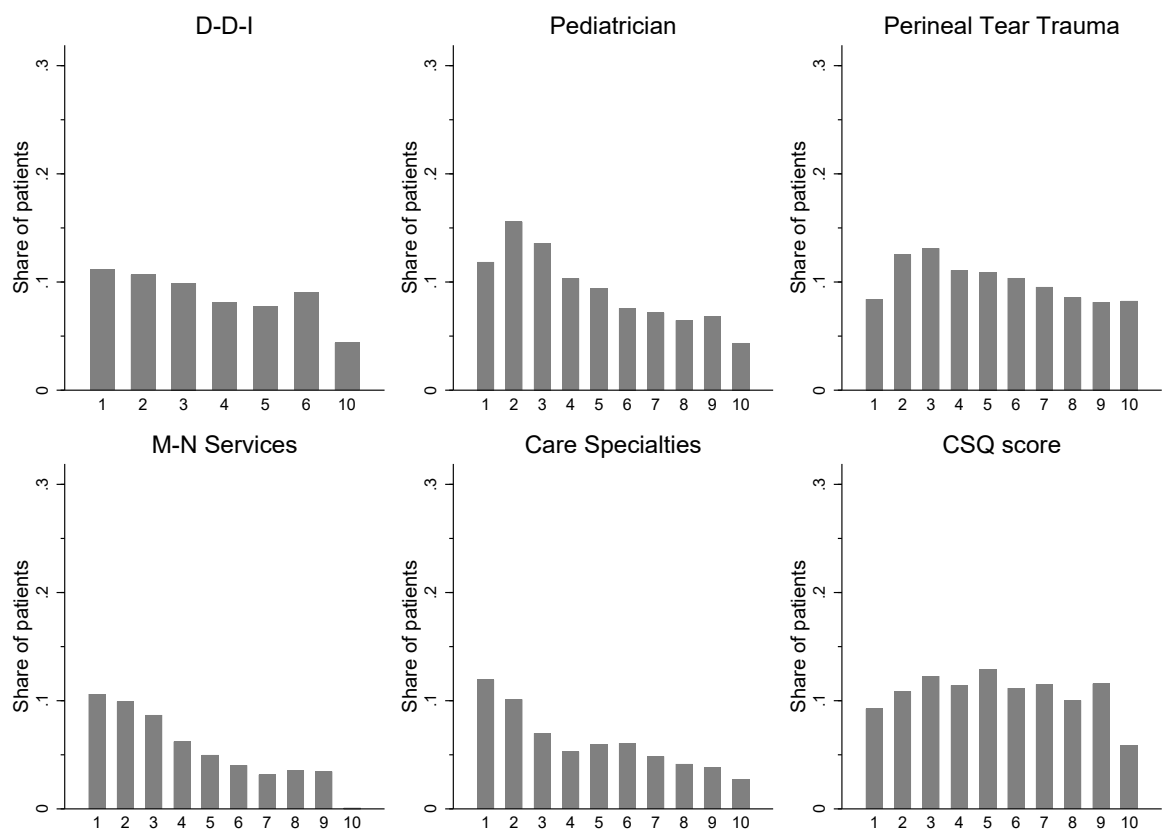 D-D-I
Pediatrician
Perineal Tear Trauma
Share of patients
0 .1 .2 .3
1 2 3 4 5 6 10
Share of patients
0 .1 .2 .3
1 2 3 4 5 6 7 8 9 10
Share of patients
0 .1 .2 .3
1 2 3 4 5 6 7 8 9 10
M-N Services
Care Specialties
CSQ score
Share of patients
0 .1 .2 .3
1 2 3 4 5 6 7 8 9 10
Share of patients
0 .1 .2 .3
1 2 3 4 5 6 7 8 9 10
Share of patients
0 .1 .2 .3
1 2 3 4 5 6 7 8 9 10